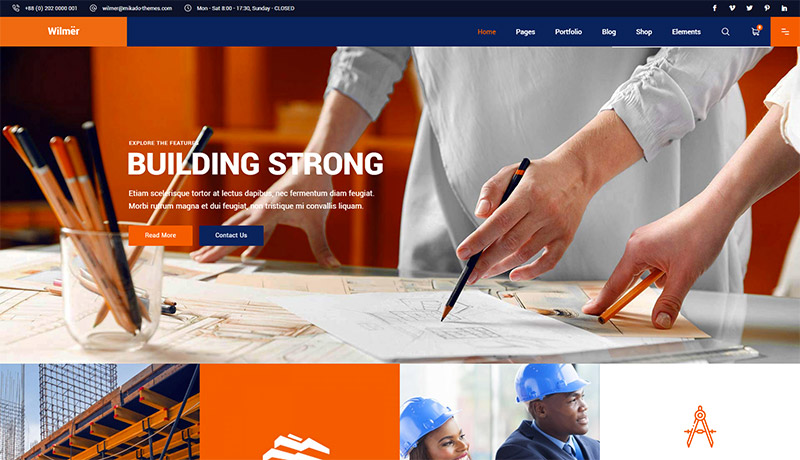 +88 (0) 202 0000 001
wilmer@mikado-themes.com
Mon - Sat 8:00 - 17:30, Sunday - CLOSED
Wilmër
Home
Pages
Portfolio
Blog
Shop
Elements
EXPLORE THE FEATURES
BUILDING STRONG
Etiam scelerisque tortor at lectus dapibus, nec fermentum diam feugiat.
Morbi rutrum magna et dui feugiat, non tristique mi convallis liquam.
Read More
Contact Us